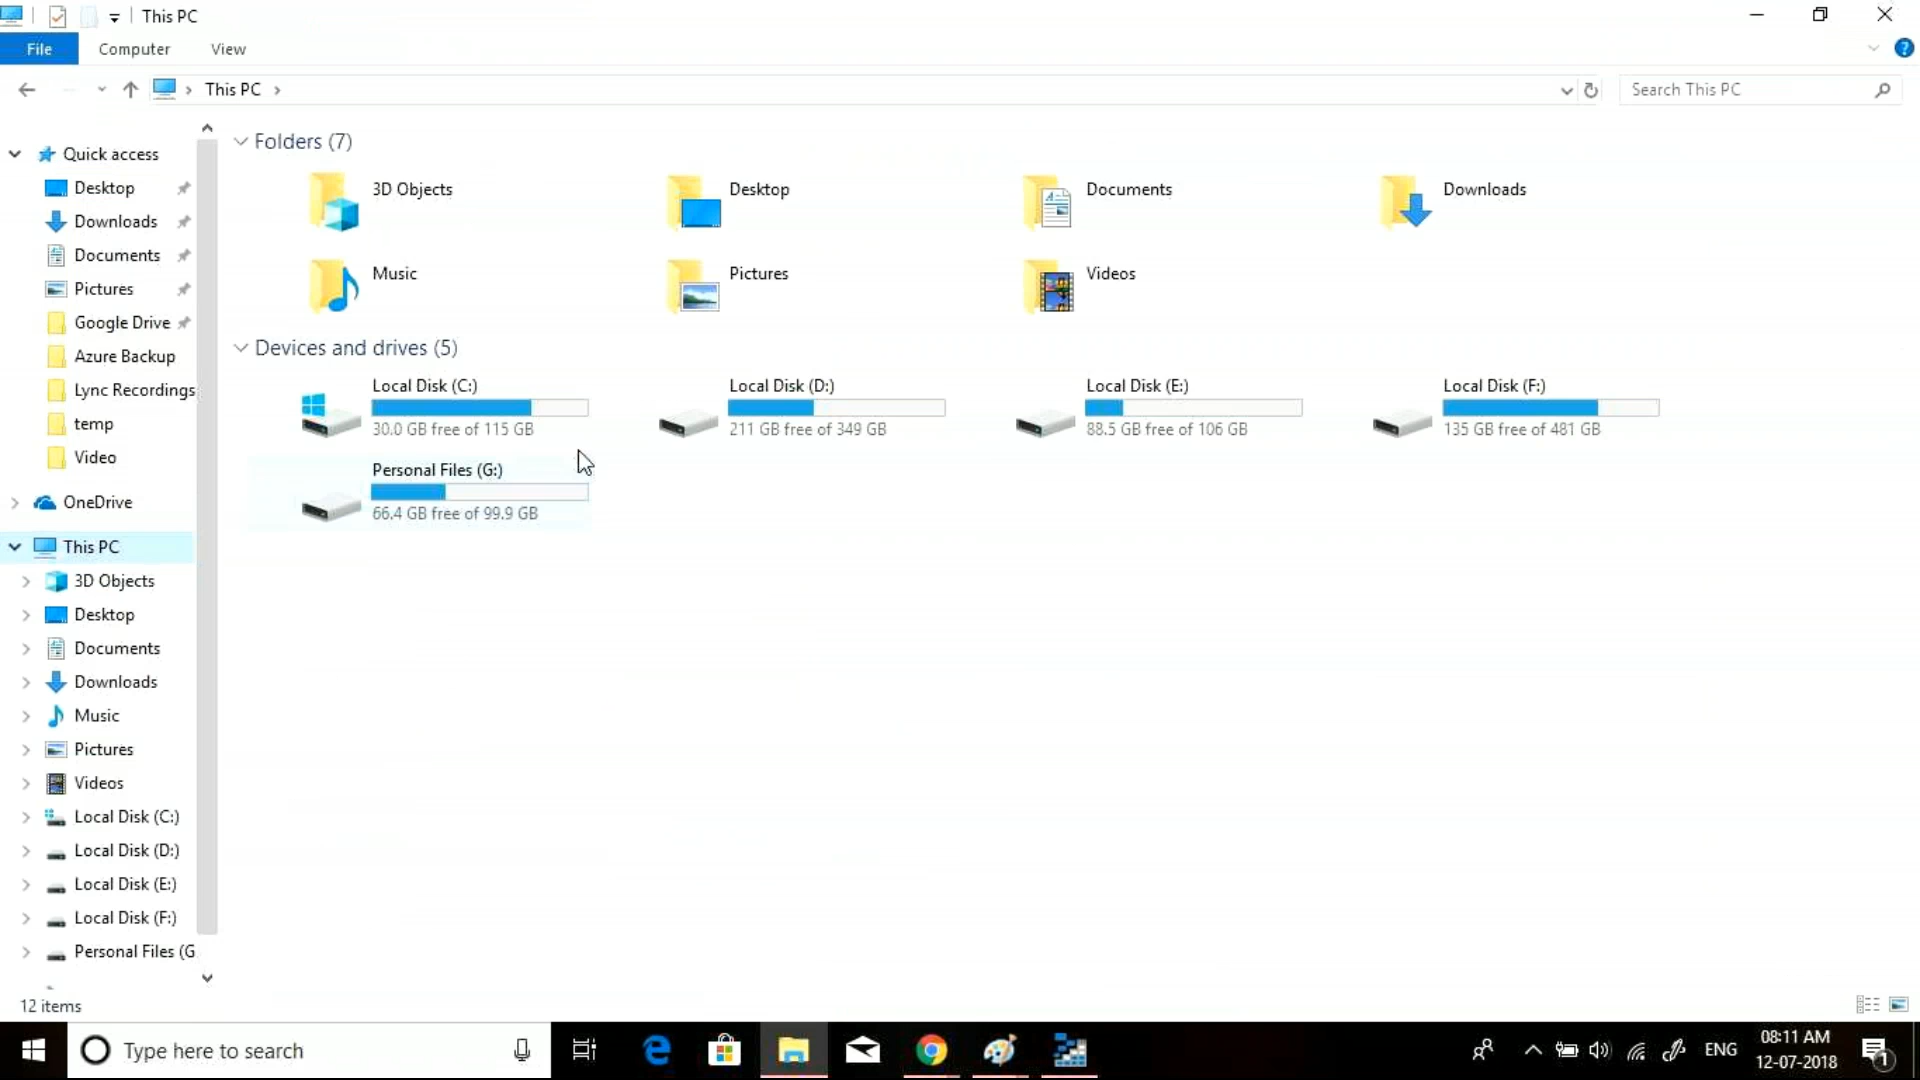 This PC
File
Computer
View
This PC
Search This PC
Quick access
Desktop
Downloads
Documents
Pictures
Google Drive
Azure Backup
Lync Recordings
temp
Video
OneDrive
This PC
3D Objects
Desktop
Documents
Downloads
Music
Pictures
Videos
Local Disk (C:)
Local Disk (D:)
Local Disk (E:)
Local Disk (F:)
Personal Files (G
Folders (7)
3D Objects
Desktop
Documents
Downloads
Music
Pictures
Videos
Devices and drives (5)
Local Disk (C:)
30.0 GB free of 115 GB
Local Disk (D:)
211 GB free of 349 GB
Local Disk (E:)
88.5 GB free of 106 GB
Local Disk (F:)
135 GB free of 481 GB
Personal Files (G:)
66.4 GB free of 99.9 GB
12 items
Type here to search
ENG
08:11 AM
12-07-2018
1